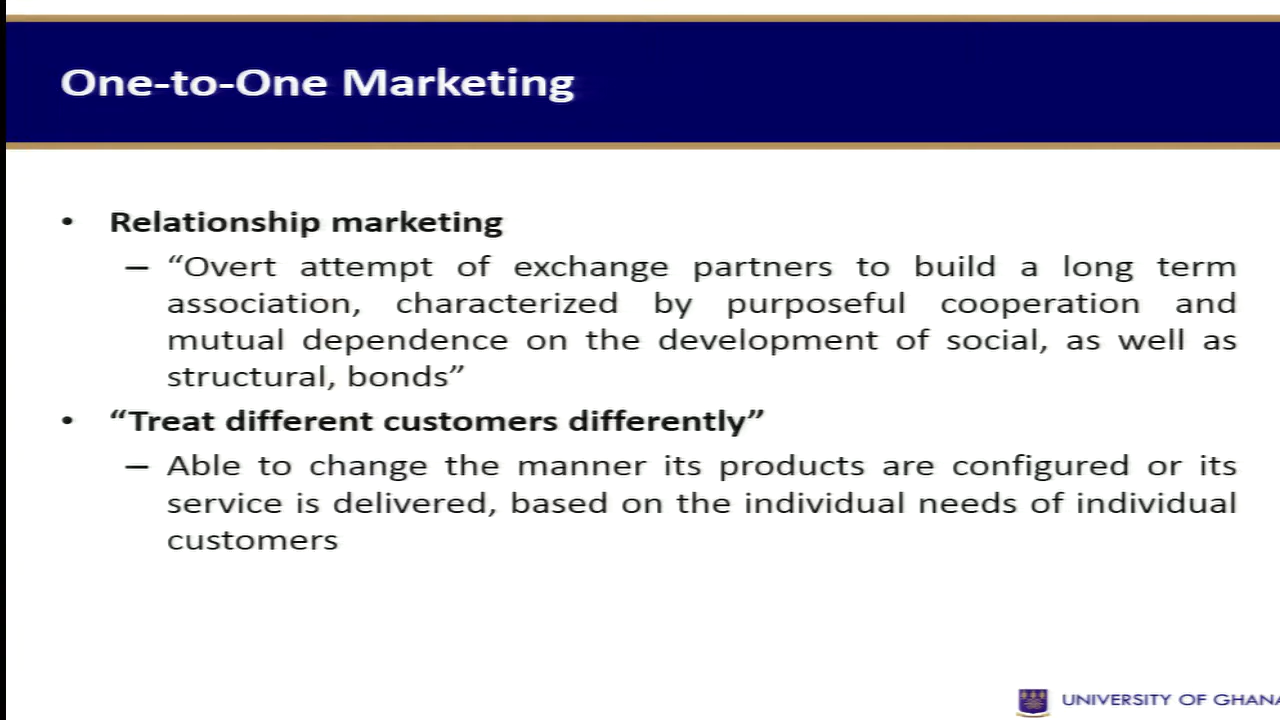 One-to-One Marketing
• Relationship marketing
– “Overt attempt of exchange partners to build a long term
association, characterized by purposeful cooperation and
mutual dependence on the development of social, as well as
structural, bonds”
• “Treat different customers differently”
– Able to change the manner its products are configured or its
service is delivered, based on the individual needs of individual
customers
UNIVERSITY OF GHANA